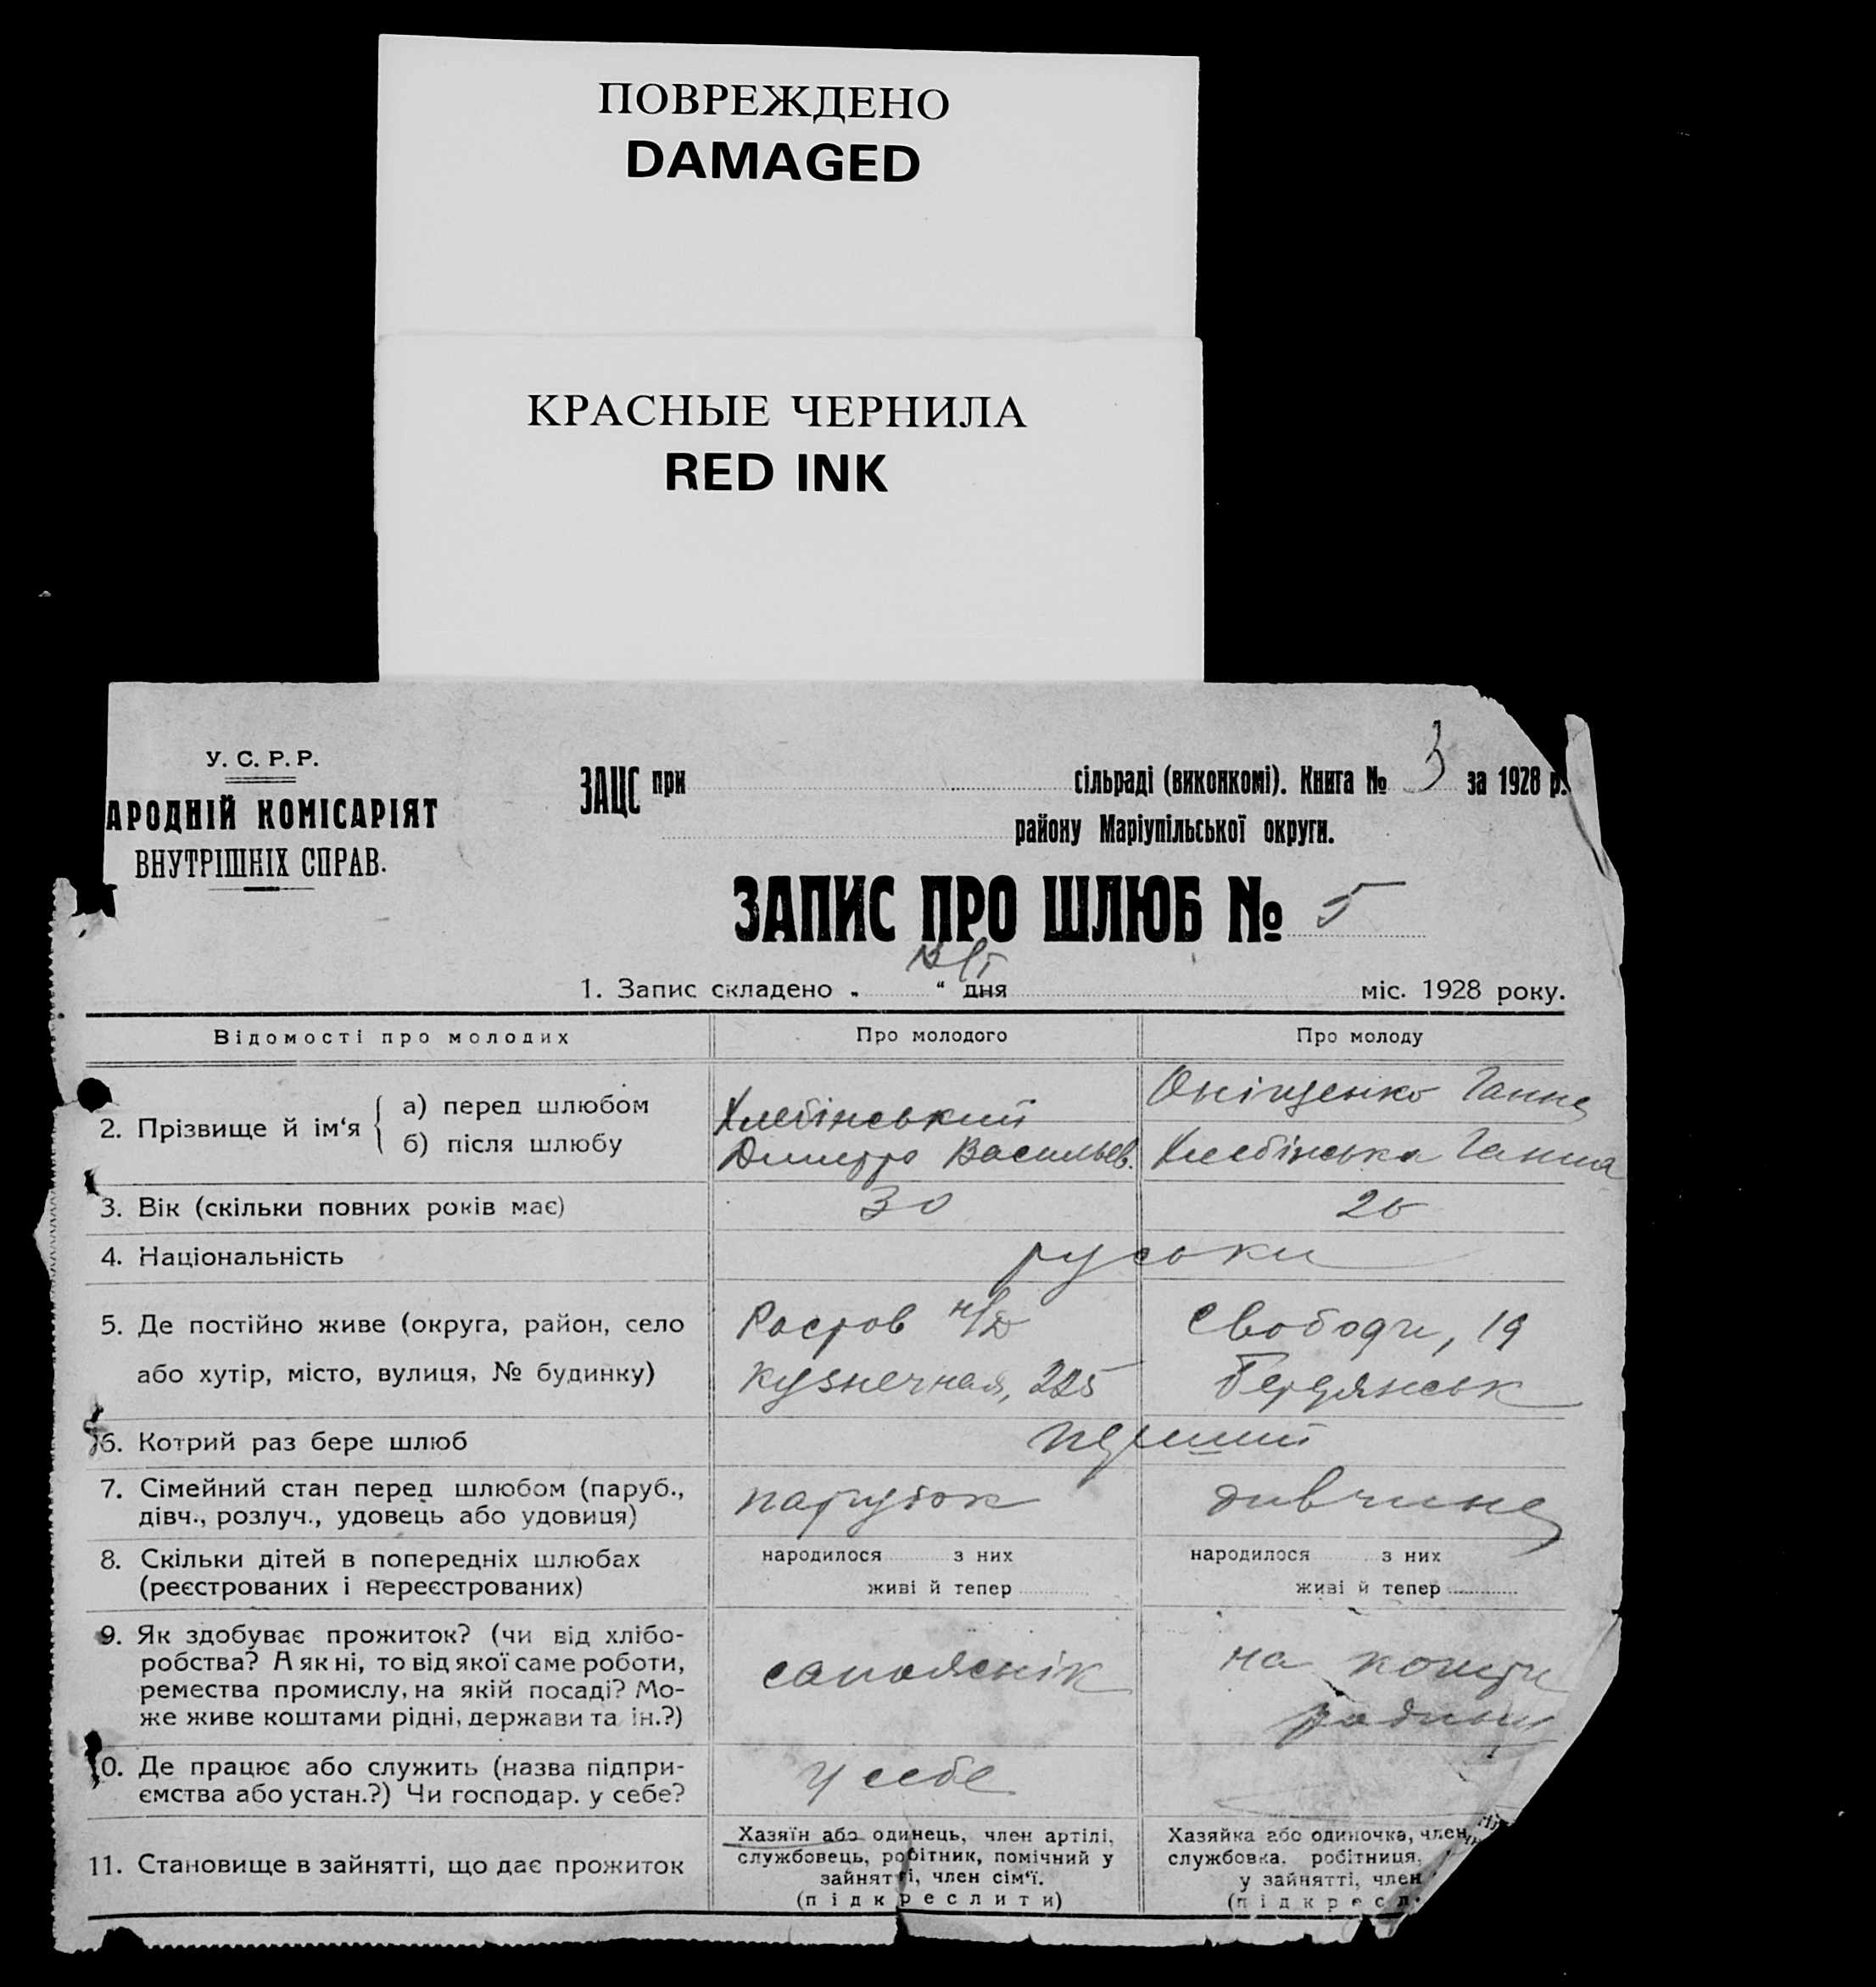 ПОВРЕЖДЕНО
DAMAGED
КРАСНЫЕ ЧЕРНИЛА
RED INK
У. С. Р. Р.
АРОДНІЙ КОМІСАРІЯТ
ВНУТРІШНІХ СПРАВ.
ЗАЦС при сільраді (виконкомі). Книга № 3 за 1928 р.
району Маріупільської округи.
ЗАПИС ПРО ШЛЮБ № 5
1. Запис складено „ “ дня міс. 1928 року.
Відомості про молодих
Про молодого
Про молоду
2. Прізвище й ім‘я { а) перед шлюбом
б) після шлюбу
Хлебінський
Дмитро Васильев.
Оніщенко Ганна
Хлебінська Ганна
3. Вік (скільки повних років має)
30
26
4. Національність
руськи
5. Де постійно живе (округа, район, село
або хутір, місто, вулиця, № будинку)
Ростов н/Д
Кузнечная, 225
Свободи, 19
Бердянськ
6. Котрий раз бере шлюб
перший
7. Сімейний стан перед шлюбом (паруб.,
дівч., розлуч., удовець або удовиця)
парубок
дивчина
8. Скільки дітей в попередніх шлюбах
(реєстрованих і нереєстрованих)
народилося з них
живі й тепер
народилося з них
живі й тепер
9. Як здобуває прожиток? (чи від хлібо-
робства? А як ні, то від якої саме роботи,
ремества промислу, на якій посаді? Мо-
же живе коштами рідні, держави та ін.?)
на кошти
родини
0. Де працює або служить (назва підпри-
ємства або устан.?) Чи господар. у себе?
у себе
11. Становище в зайнятті, що дає прожиток
Хазяїн або одинець, член артілі,
службовець, робітник, помічний у
зайнятті, член сім‘ї.
(підкреслити)
Хазяйка або одиночка, член
службовка, робітниця,
у зайнятті, член
(підкресл